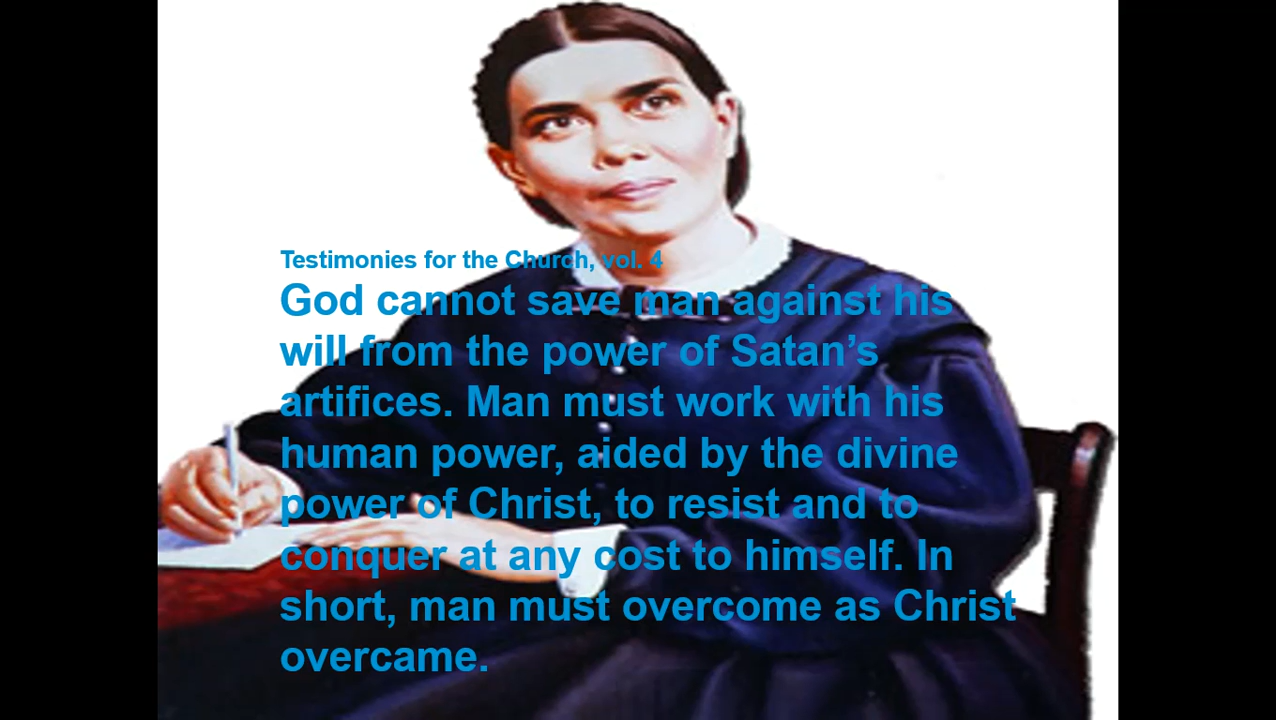 Testimonies for the Church, vol. 4
God cannot save man against his
will from the power of Satan’s
artifices. Man must work with his
human power, aided by the divine
power of Christ, to resist and to
conquer at any cost to himself. In
short, man must overcome as Christ
overcame.